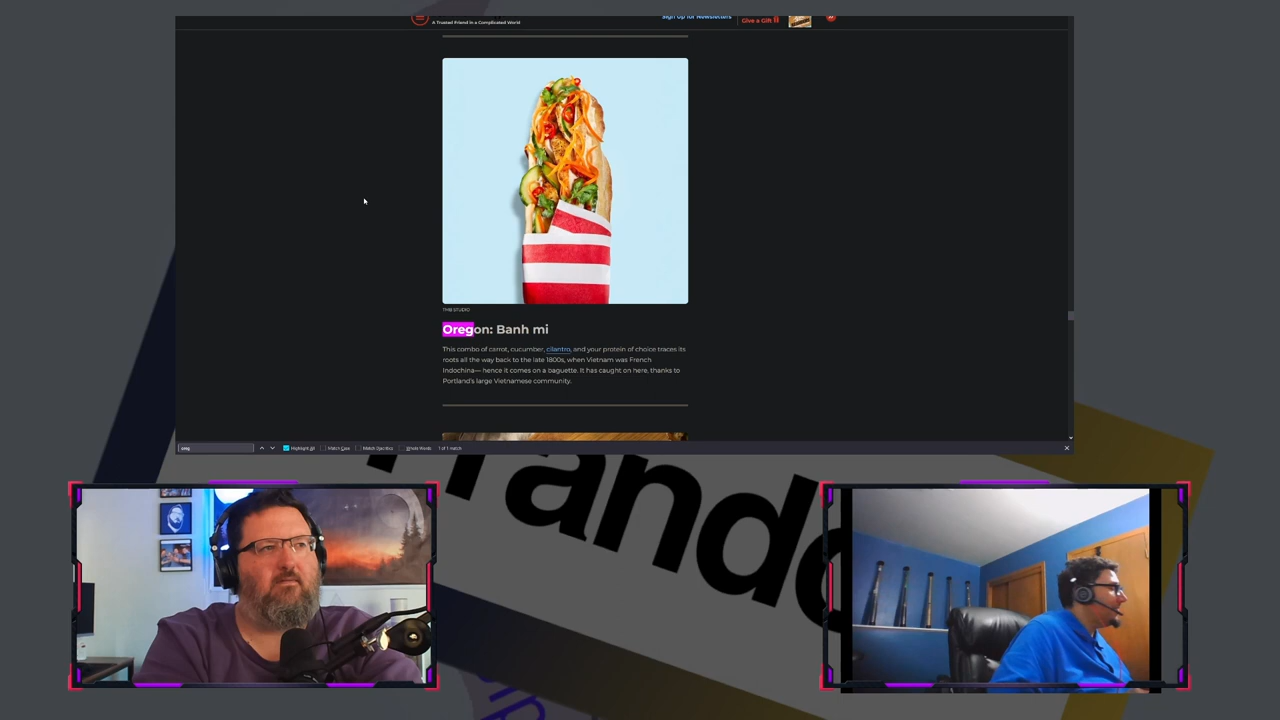 A Trusted Friend in a Complicated World
Sign Up for Newsletters
Give a Gift
TMB STUDIO
Oregon: Banh mi
This combo of carrot, cucumber, cilantro, and your protein of choice traces its
roots all the way back to the late 1800s, when Vietnam was French
Indochina—hence it comes on a baguette. It has caught on here, thanks to
Portland's large Vietnamese community.
oreg
Highlight All
Match Case
Match Diacritics
Whole Words
1 of 1 match